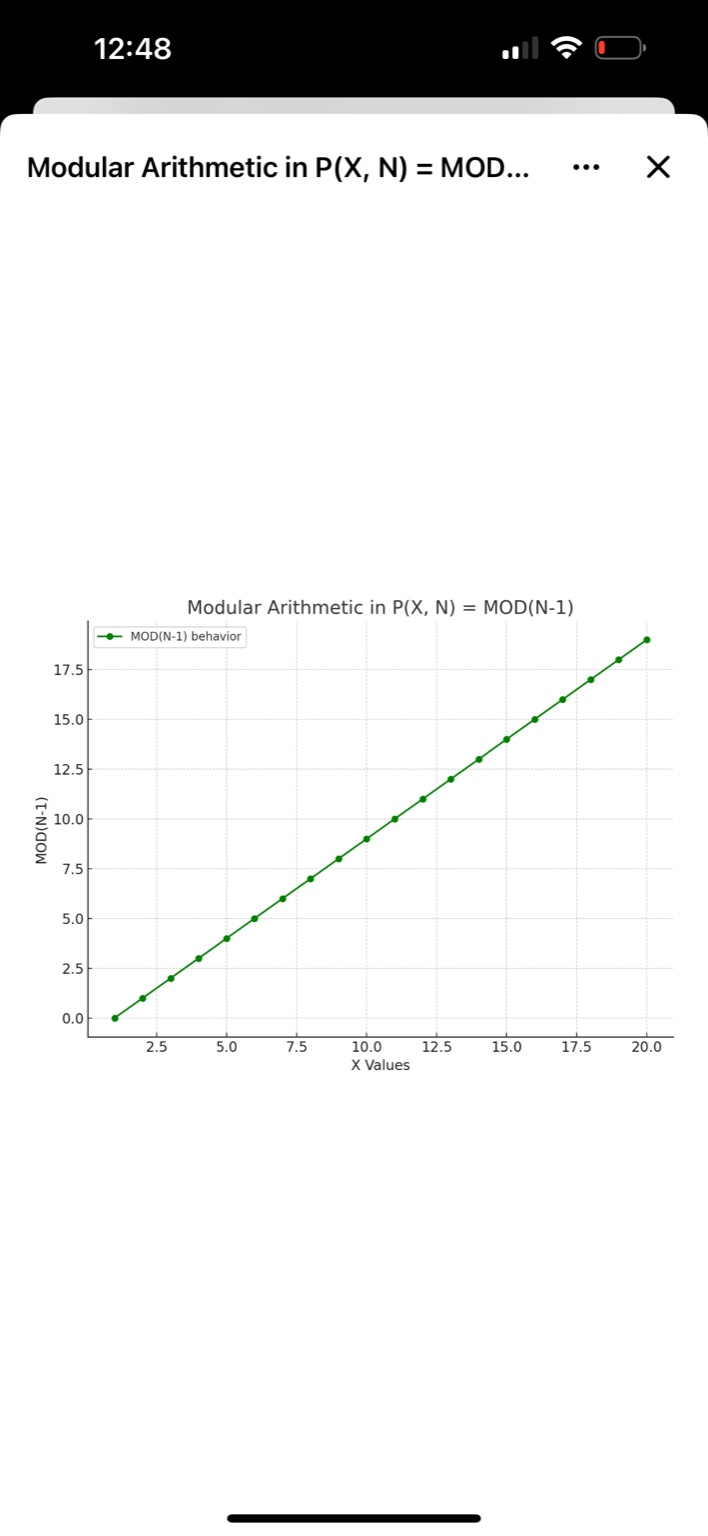 12:48
Modular Arithmetic in P(X, N) = MOD...
Modular Arithmetic in P(X, N) = MOD(N-1)
MOD(N-1) behavior
17.5
15.0
12.5
10.0
7.5
5.0
2.5
0.0
MOD(N-1)
2.5 5.0 7.5 10.0 12.5 15.0 17.5 20.0
X Values